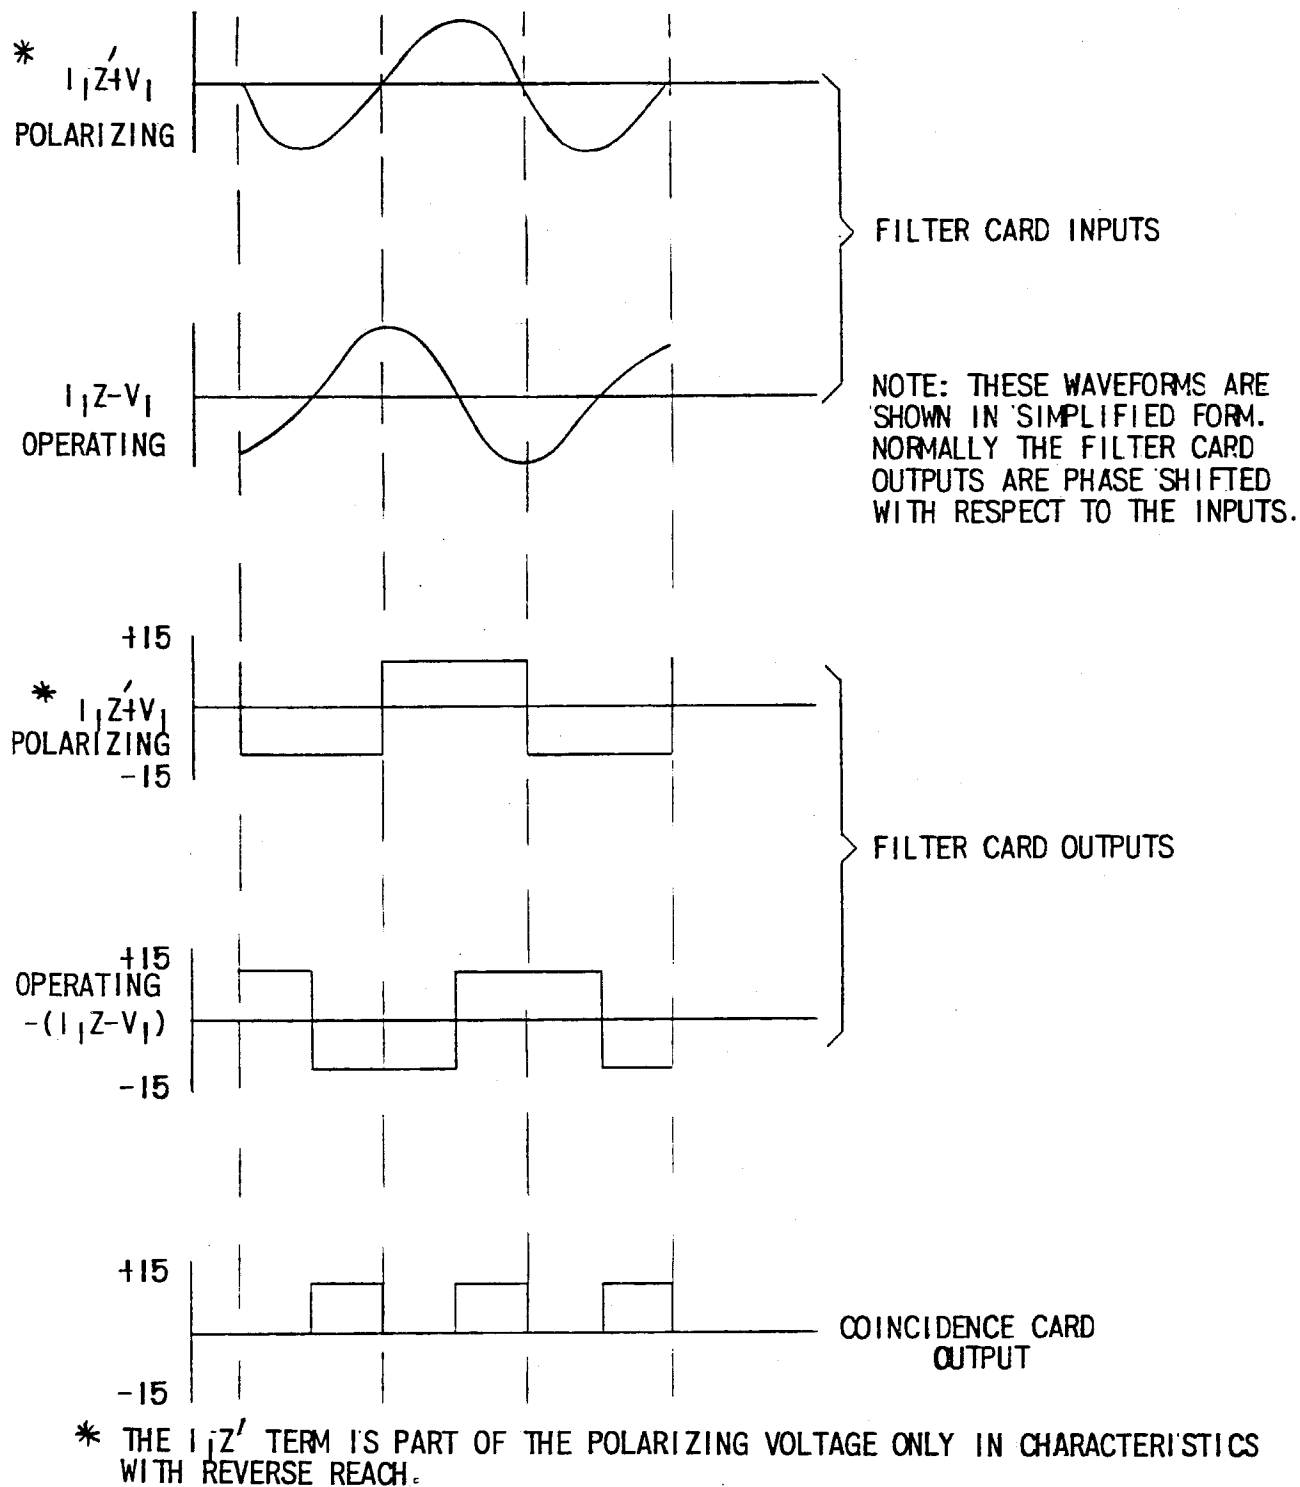 * I₁Z′+V₁
POLARIZING
FILTER CARD INPUTS
I₁Z-V₁
OPERATING
NOTE: THESE WAVEFORMS ARE
SHOWN IN SIMPLIFIED FORM.
NORMALLY THE FILTER CARD
OUTPUTS ARE PHASE SHIFTED
WITH RESPECT TO THE INPUTS.
+15
* I₁Z′+V₁
POLARIZING
-15
FILTER CARD OUTPUTS
+15
OPERATING
-(I₁Z-V₁)
-15
+15
COINCIDENCE CARD
OUTPUT
-15
* THE I₁Z′ TERM IS PART OF THE POLARIZING VOLTAGE ONLY IN CHARACTERISTICS
WITH REVERSE REACH.